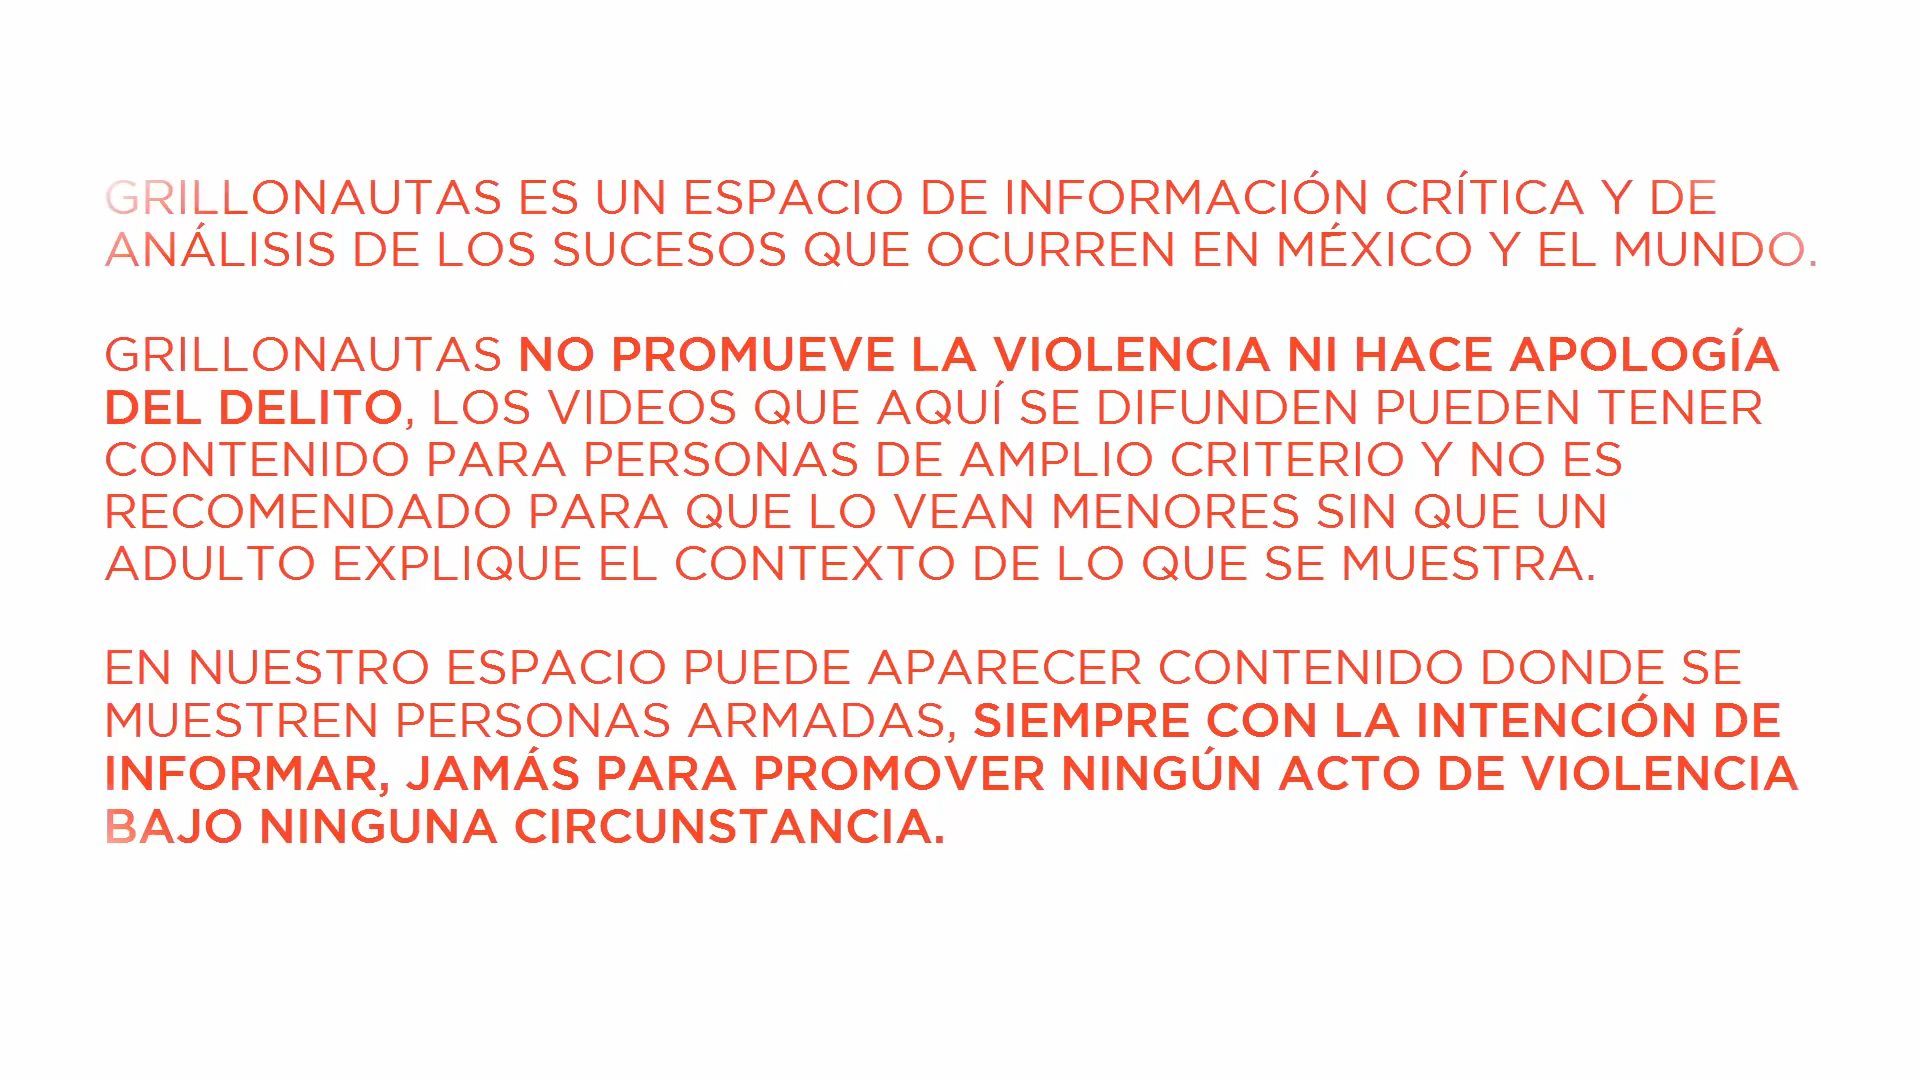 GRILLONAUTAS ES UN ESPACIO DE INFORMACIÓN CRÍTICA Y DE
ANÁLISIS DE LOS SUCESOS QUE OCURREN EN MÉXICO Y EL MUNDO.
GRILLONAUTAS NO PROMUEVE LA VIOLENCIA NI HACE APOLOGÍA
DEL DELITO, LOS VIDEOS QUE AQUÍ SE DIFUNDEN PUEDEN TENER
CONTENIDO PARA PERSONAS DE AMPLIO CRITERIO Y NO ES
RECOMENDADO PARA QUE LO VEAN MENORES SIN QUE UN
ADULTO EXPLIQUE EL CONTEXTO DE LO QUE SE MUESTRA.
EN NUESTRO ESPACIO PUEDE APARECER CONTENIDO DONDE SE
MUESTREN PERSONAS ARMADAS, SIEMPRE CON LA INTENCIÓN DE
INFORMAR, JAMÁS PARA PROMOVER NINGÚN ACTO DE VIOLENCIA
BAJO NINGUNA CIRCUNSTANCIA.